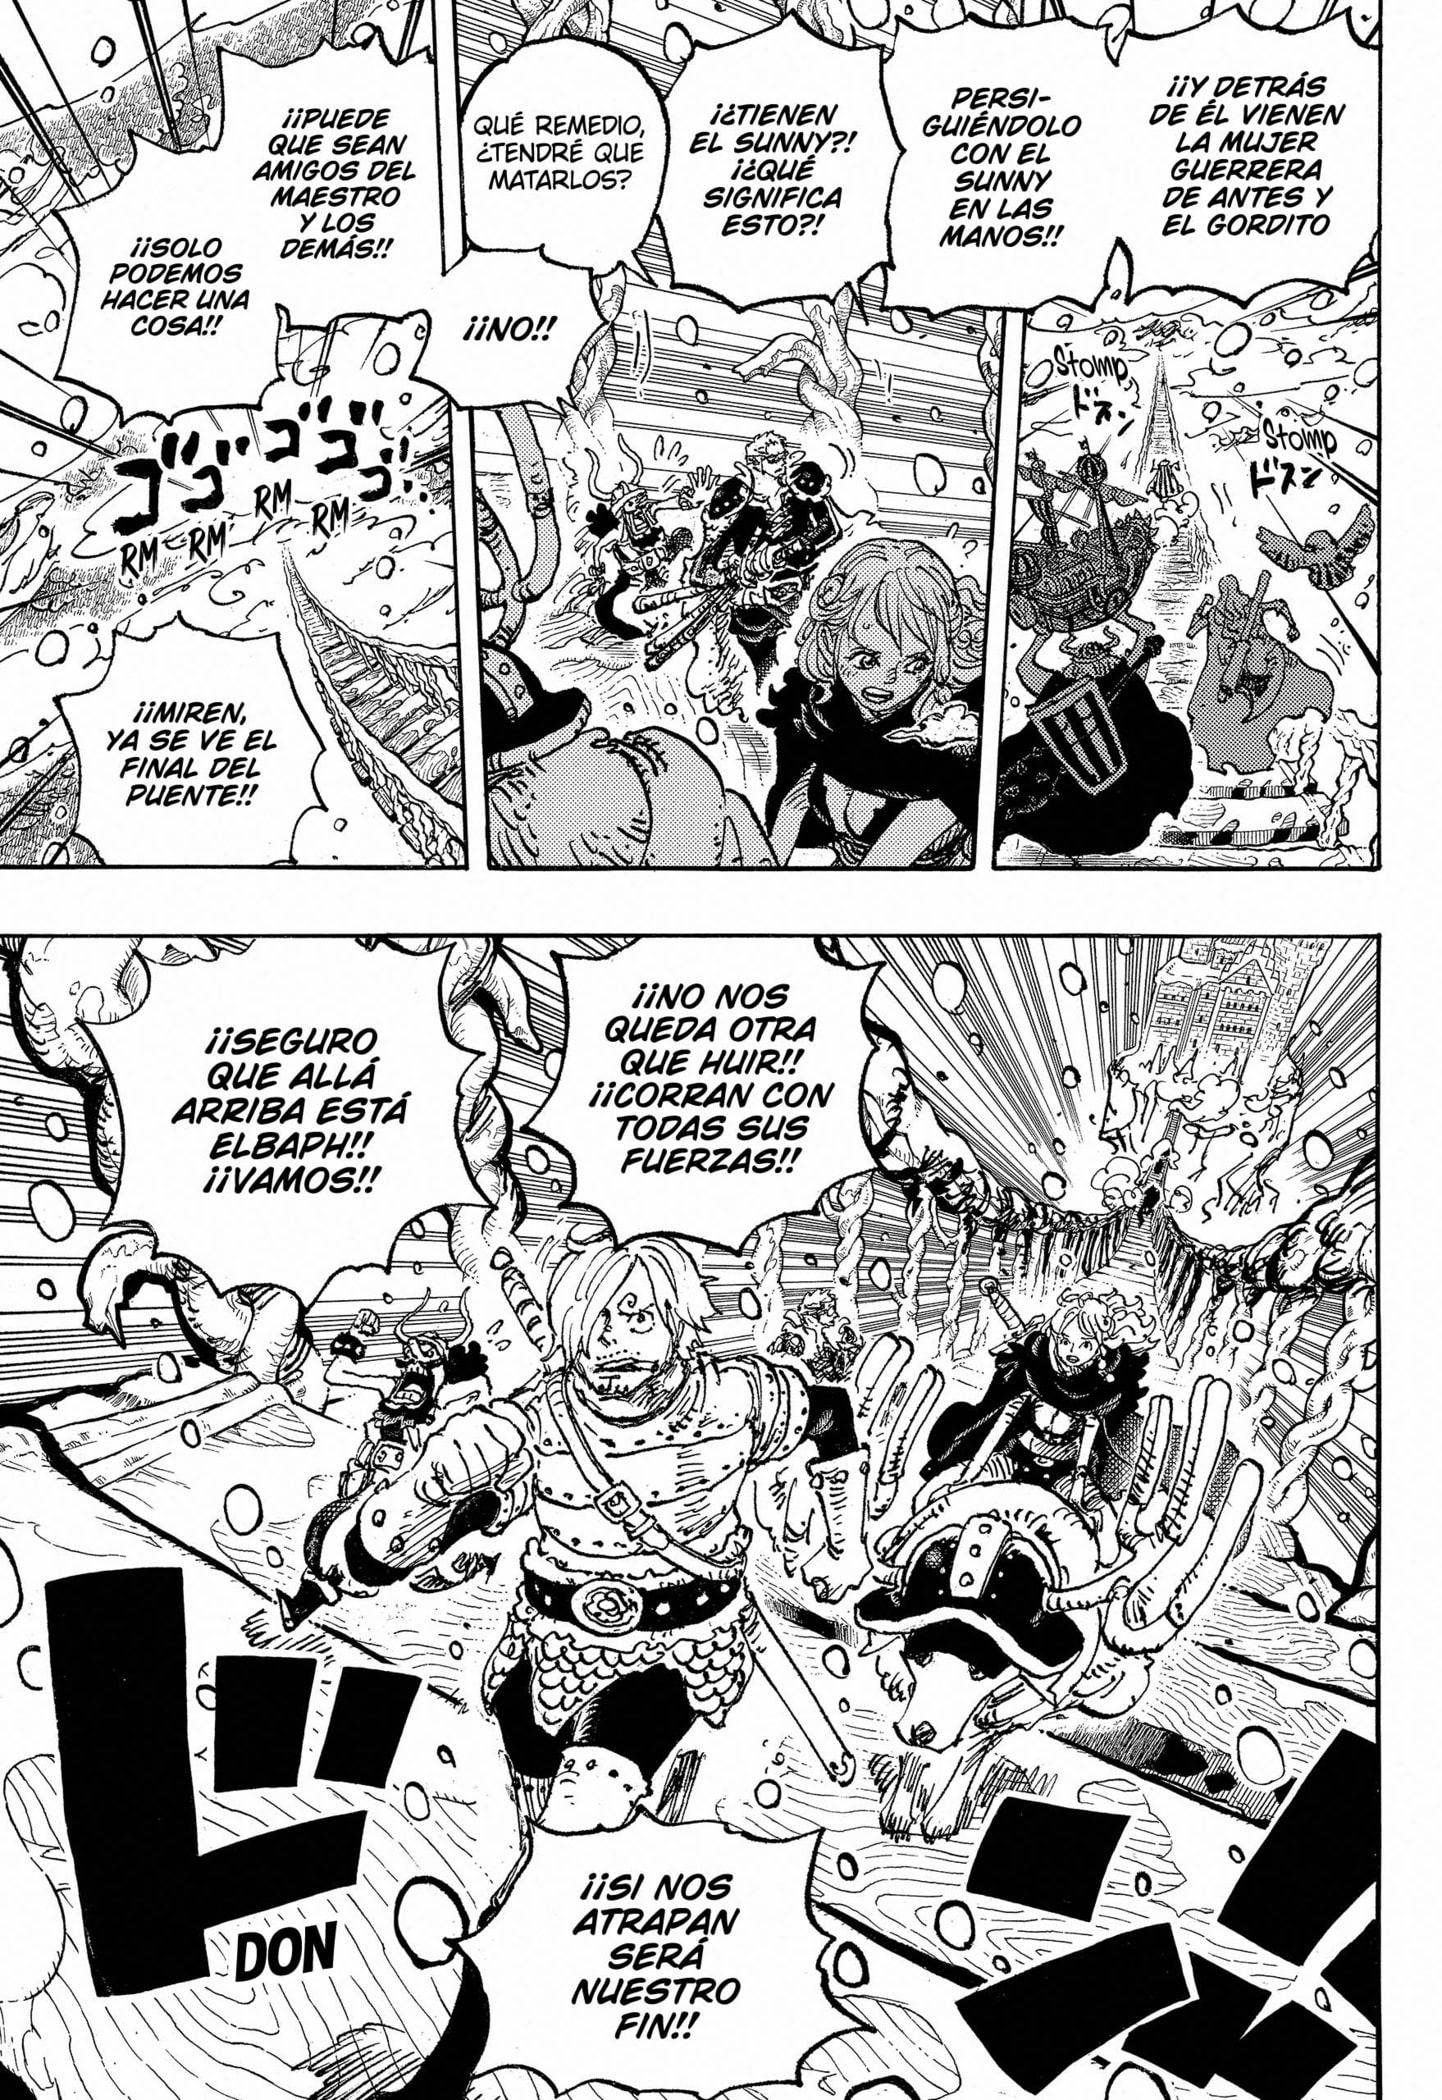 ¡¡Y DETRÁS
DE ÉL VIENEN
LA MUJER
GUERRERA
DE ANTES Y
EL GORDITO
PERSI-
GUIÉNDOLO
CON EL
SUNNY
EN LAS
MANOS!!
Stomp
ドスン
Stomp
ドスン
¡¿TIENEN
EL SUNNY?!
¡¿QUÉ
SIGNIFICA
ESTO?!
QUÉ REMEDIO,
¿TENDRÉ QUE
MATARLOS?
¡¡NO!!
¡¡PUEDE
QUE SEAN
AMIGOS DEL
MAESTRO
Y LOS
DEMÁS!!
¡¡SOLO
PODEMOS
HACER UNA
COSA!!
ゴゴゴゴゴ
RM RM RM RM
¡¡MIREN,
YA SE VE EL
FINAL DEL
PUENTE!!
¡¡NO NOS
QUEDA OTRA
QUE HUIR!!
¡¡CORRAN CON
TODAS SUS
FUERZAS!!
¡¡SEGURO
QUE ALLÁ
ARRIBA ESTÁ
ELBAPH!!
¡¡VAMOS!!
ドン!!
DON
¡¡SI NOS
ATRAPAN
SERÁ
NUESTRO
FIN!!